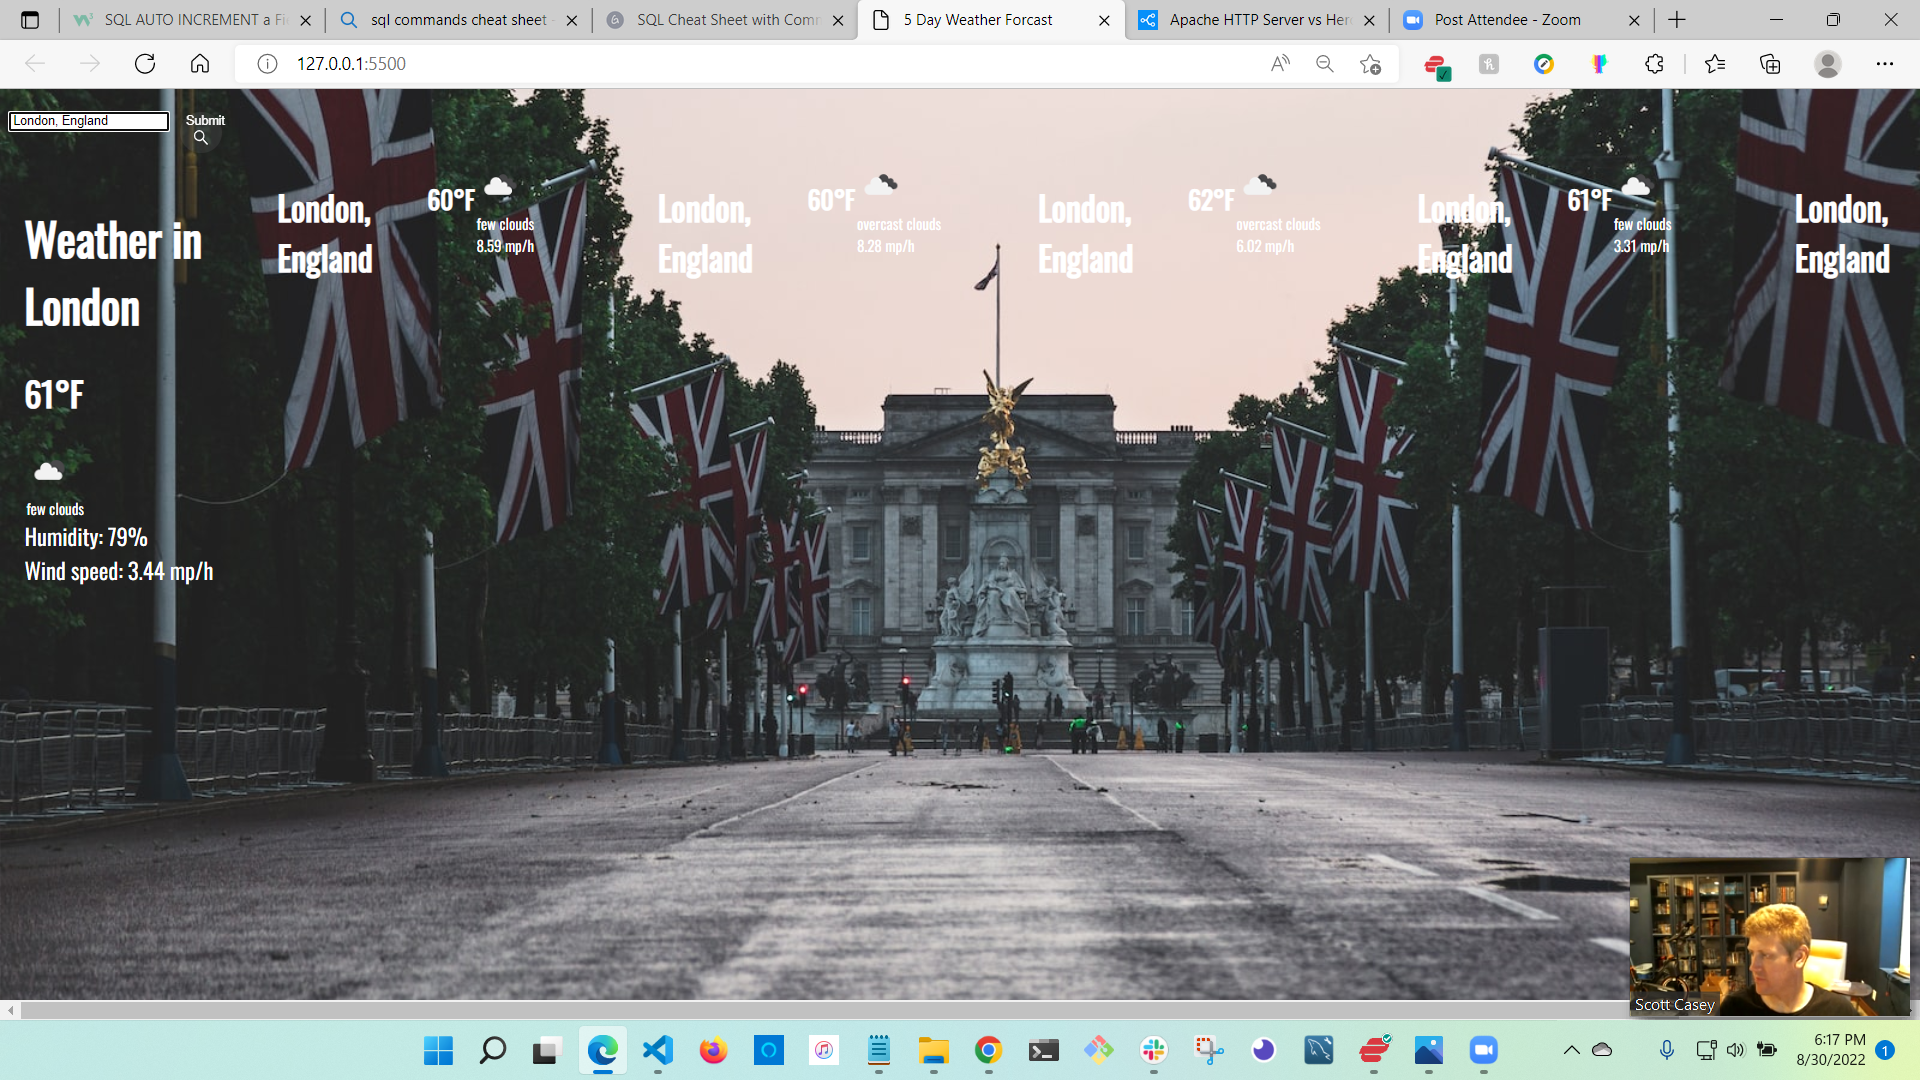 SQL AUTO INCREMENT a Fi
sql commands cheat sheet -
SQL Cheat Sheet with Comm
5 Day Weather Forcast
Apache HTTP Server vs Her
Post Attendee - Zoom
127.0.0.1:5500
London, England
Submit
Weather in
London
61°F
few clouds
Humidity: 79%
Wind speed: 3.44 mp/h
London,
England
60°F
few clouds
8.59 mp/h
London,
England
60°F
overcast clouds
8.28 mp/h
London,
England
62°F
overcast clouds
6.02 mp/h
London,
England
61°F
few clouds
3.31 mp/h
London,
England
Scott Casey
6:17 PM
8/30/2022
1